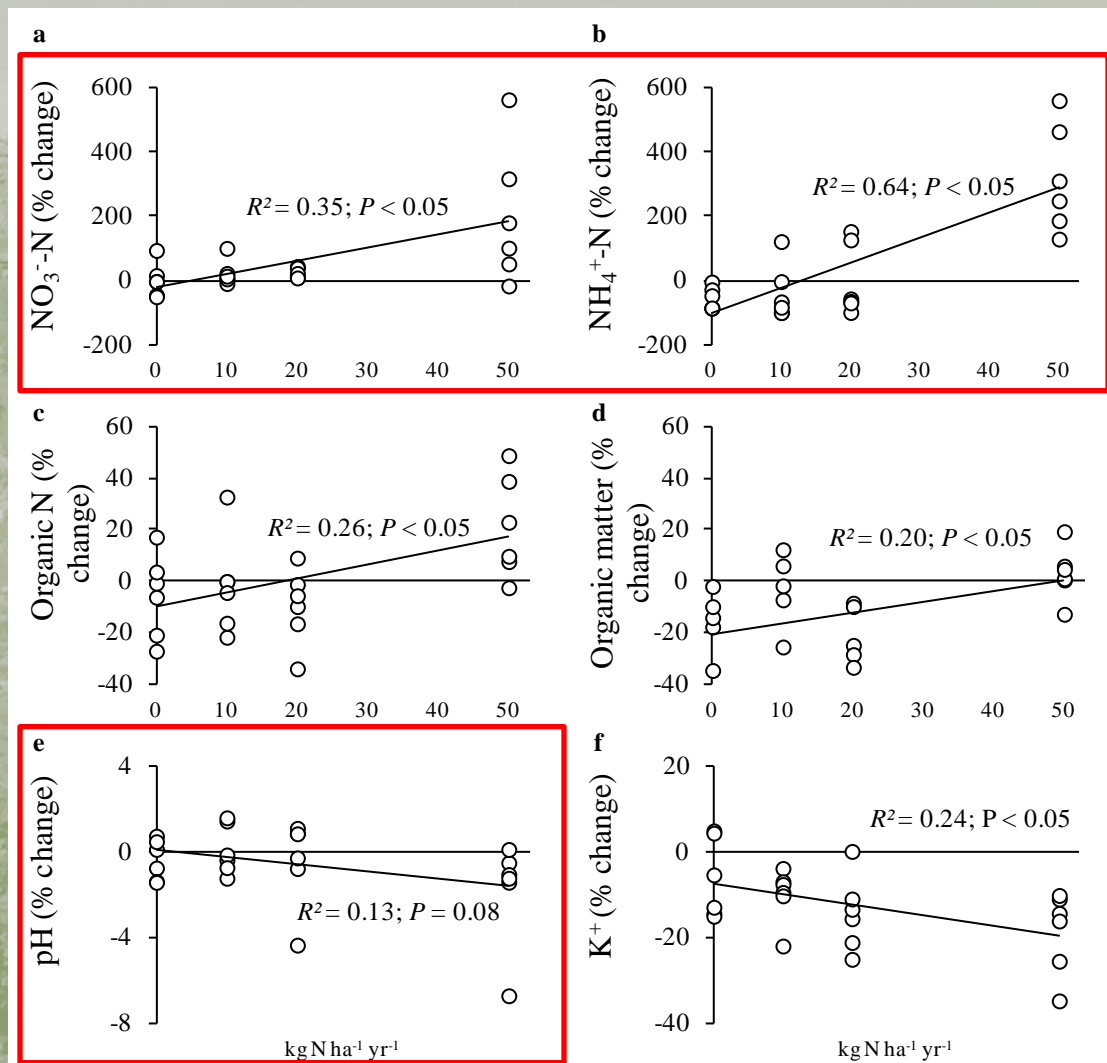 a
NO₃⁻-N (% change)
600
400
200
0
-200
R² = 0.35; P < 0.05
0 10 20 30 40 50
b
NH₄⁺-N (% change)
600
400
200
0
-200
R² = 0.64; P < 0.05
0 10 20 30 40 50
c
Organic N (%
change)
60
40
20
0
-20
-40
R² = 0.26; P < 0.05
0 10 20 30 40 50
d
Organic matter (%
change)
60
40
20
0
-20
-40
R² = 0.20; P < 0.05
0 10 20 30 40 50
e
pH (% change)
4
0
-4
-8
R² = 0.13; P = 0.08
kg N ha⁻¹ yr⁻¹
f
K⁺ (% change)
20
0
-20
-40
R² = 0.24; P < 0.05
kg N ha⁻¹ yr⁻¹